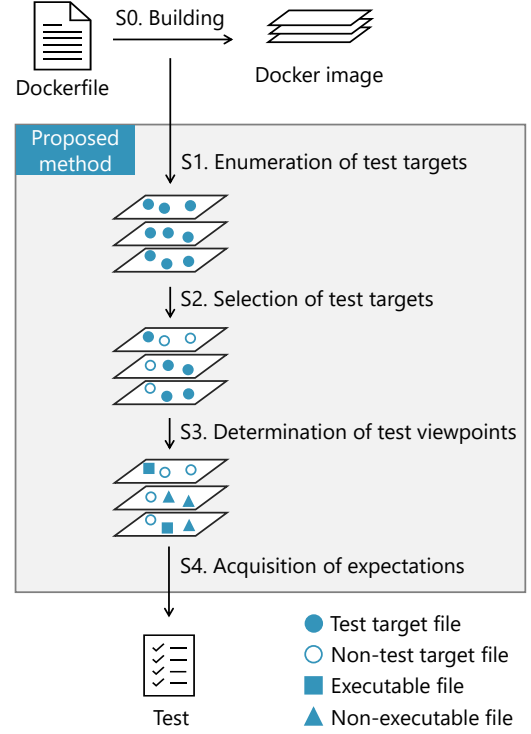 S0. Building
Dockerfile
Docker image
Proposed
method
S1. Enumeration of test targets
S2. Selection of test targets
S3. Determination of test viewpoints
S4. Acquisition of expectations
Test
Test target file
Non-test target file
Executable file
Non-executable file